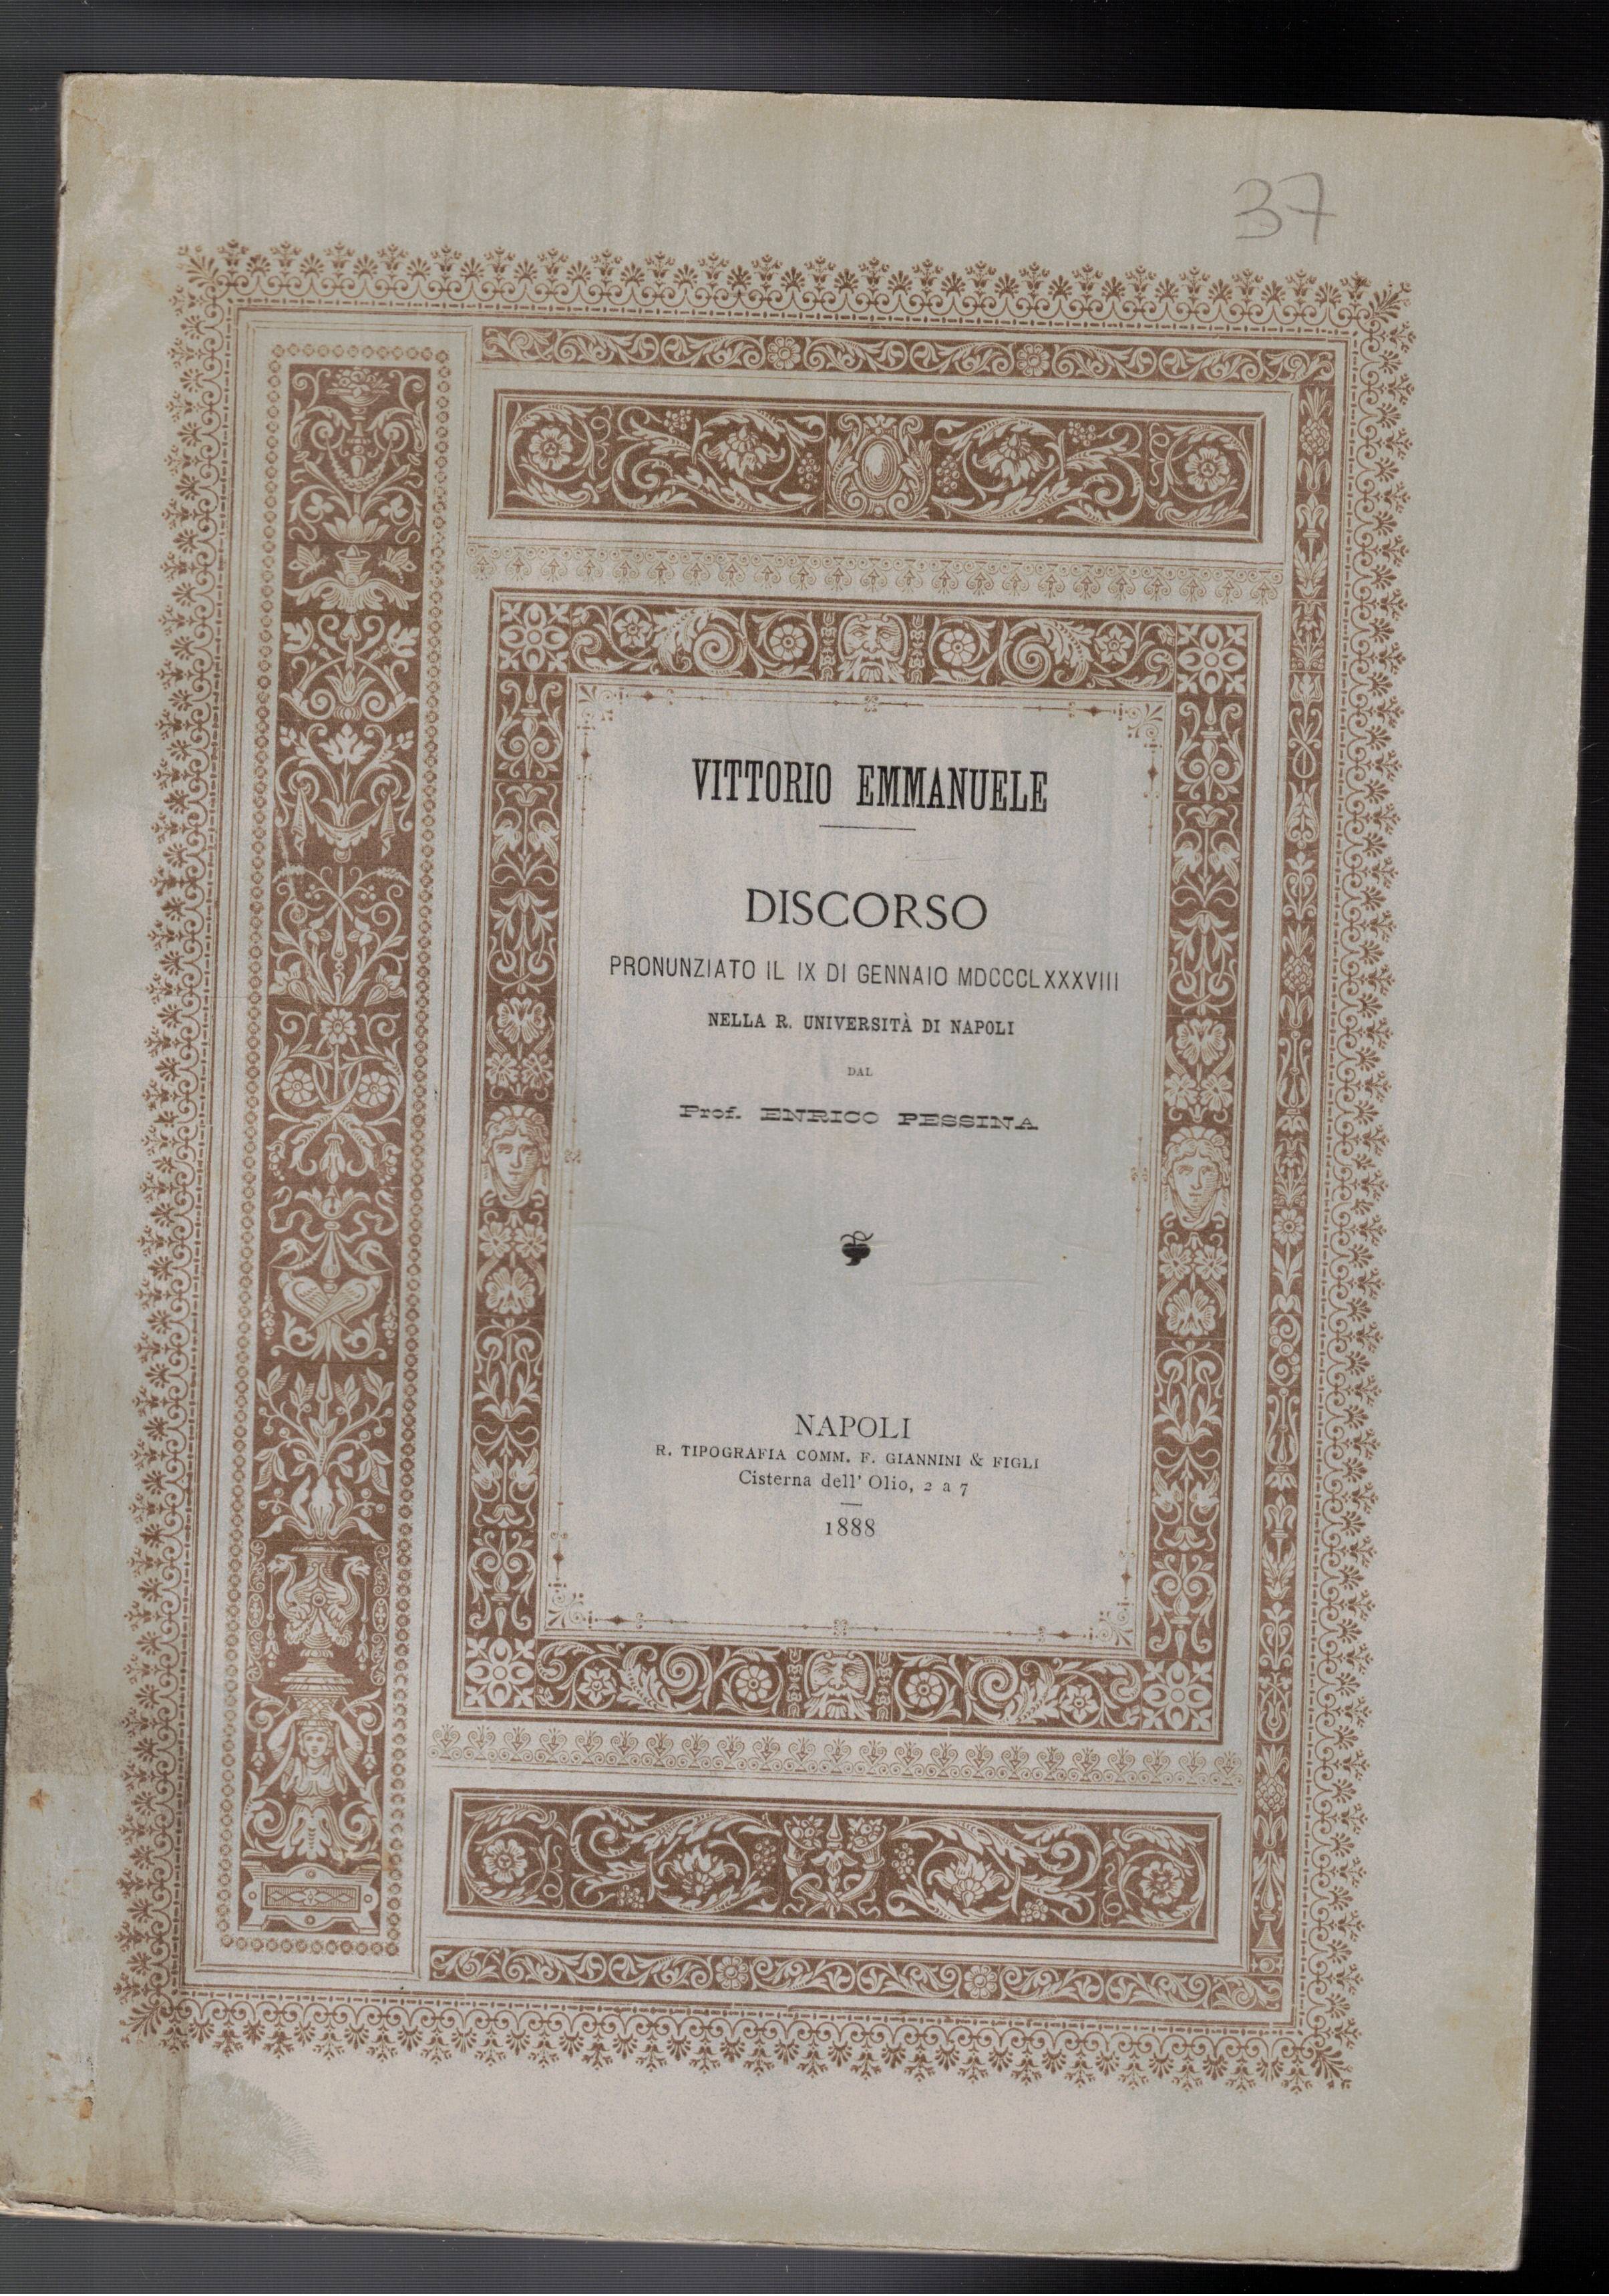 37
VITTORIO EMMANUELE
DISCORSO
PRONUNZIATO IL IX DI GENNAIO MDCCCLXXXVIII
NELLA R. UNIVERSITÀ DI NAPOLI
DAL
Prof. ENRICO PESSINA
NAPOLI
R. TIPOGRAFIA COMM. F. GIANNINI & FIGLI
Cisterna dell' Olio, 2 a 7
1888